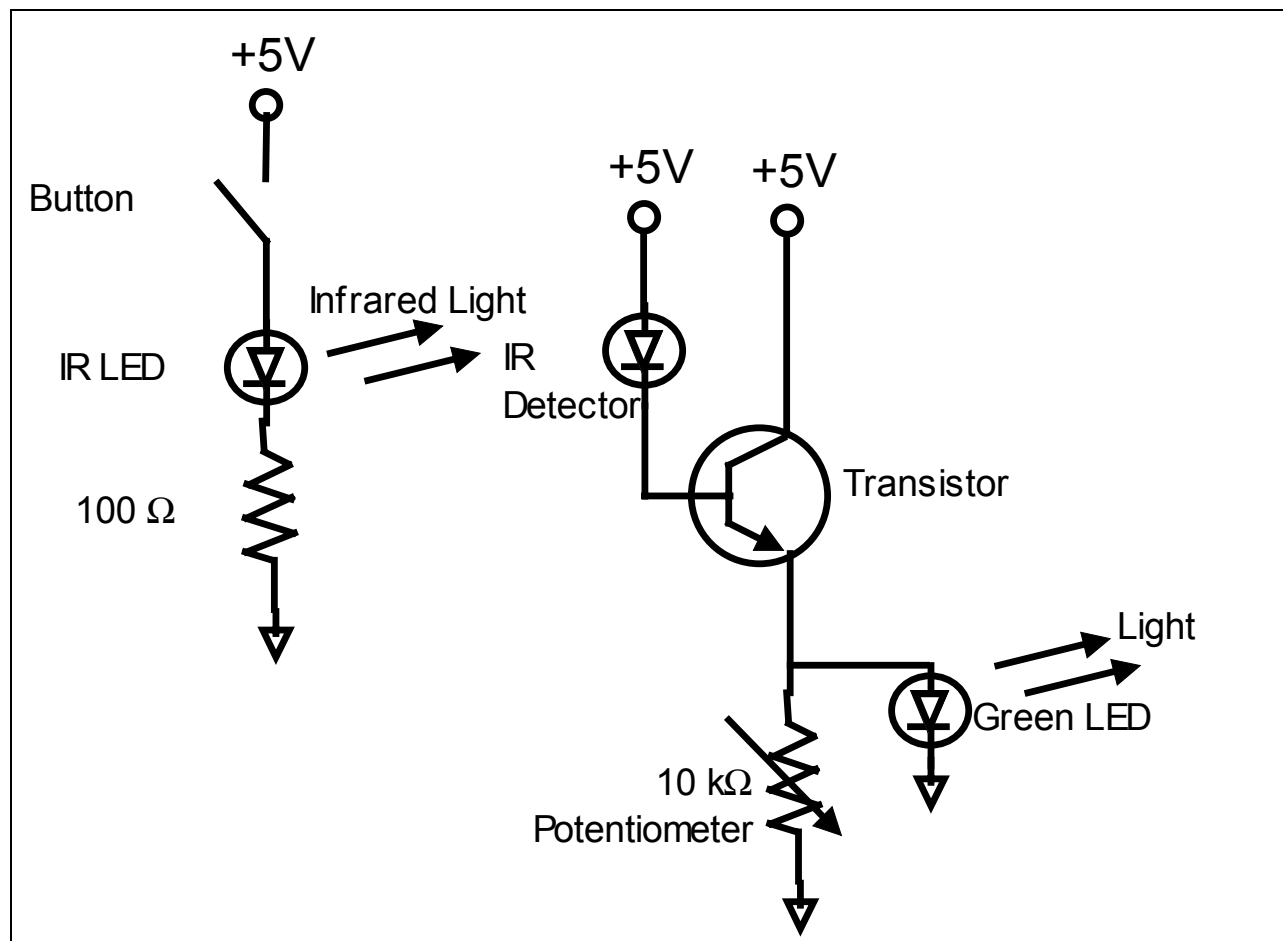 +5V
Button
IR LED
100 Ω
Infrared Light
+5V
+5V
IR
Detector
Transistor
Light
Green LED
10 kΩ
Potentiometer